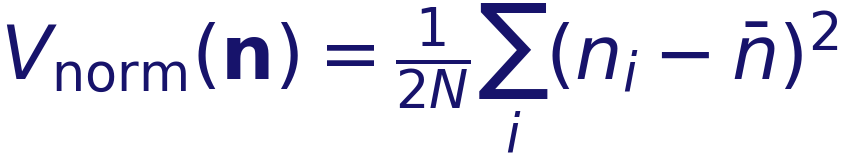 V_norm(𝐧) = 1/2N ∑_i (n_i − n̄)²